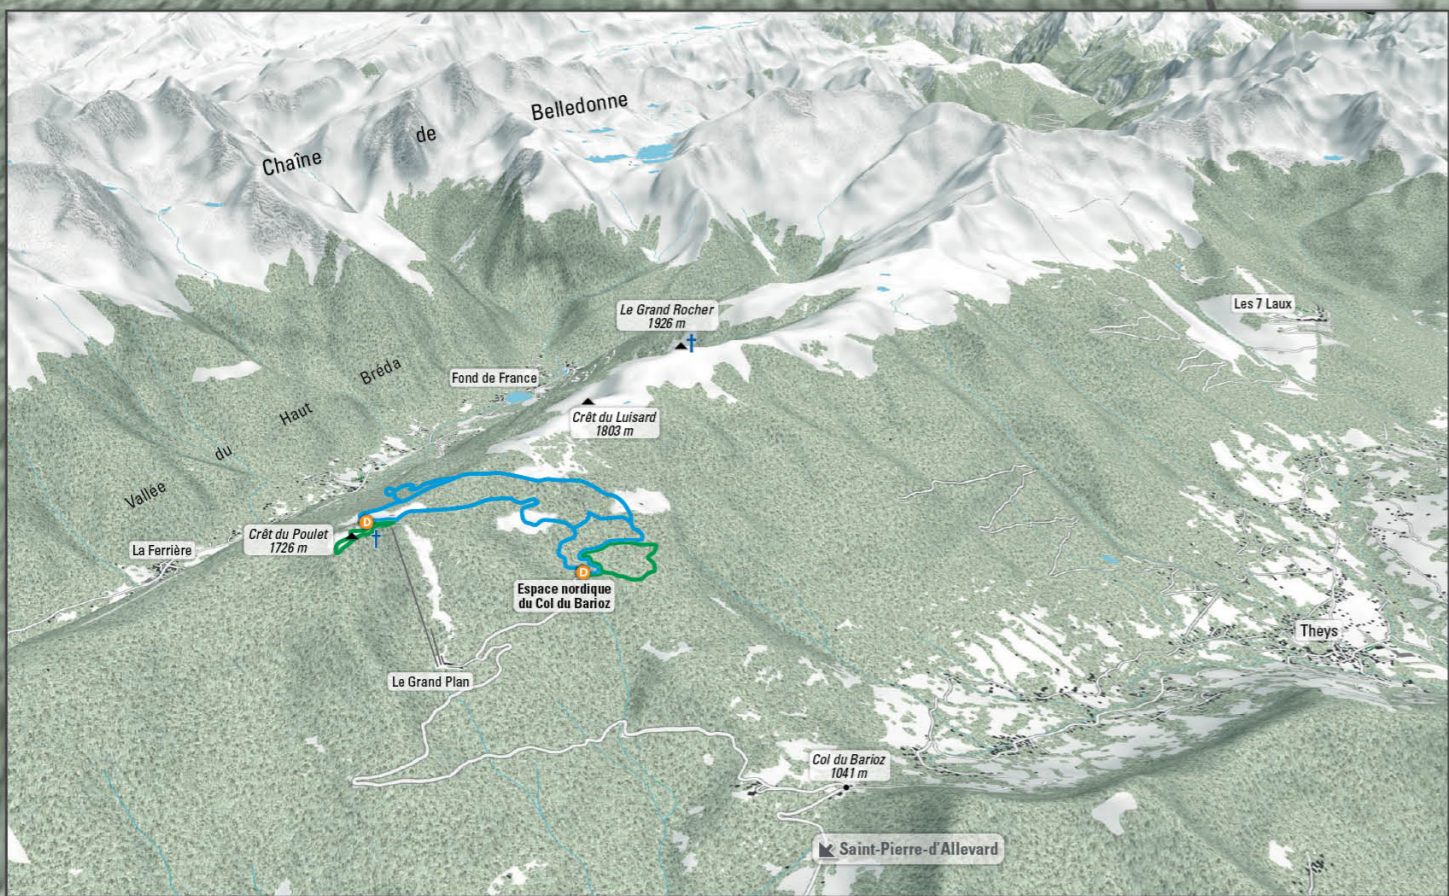 Chaîne de Belledonne
Les 7 Laux
Le Grand Rocher
1926 m
Fond de France
Vallée du Haut Bréda
Crêt du Luisard
1803 m
D
Crêt du Poulet
1726 m
La Ferrière
D
Espace nordique
du Col du Barioz
Theys
Le Grand Plan
Col du Barioz
1041 m
Saint-Pierre-d'Allevard